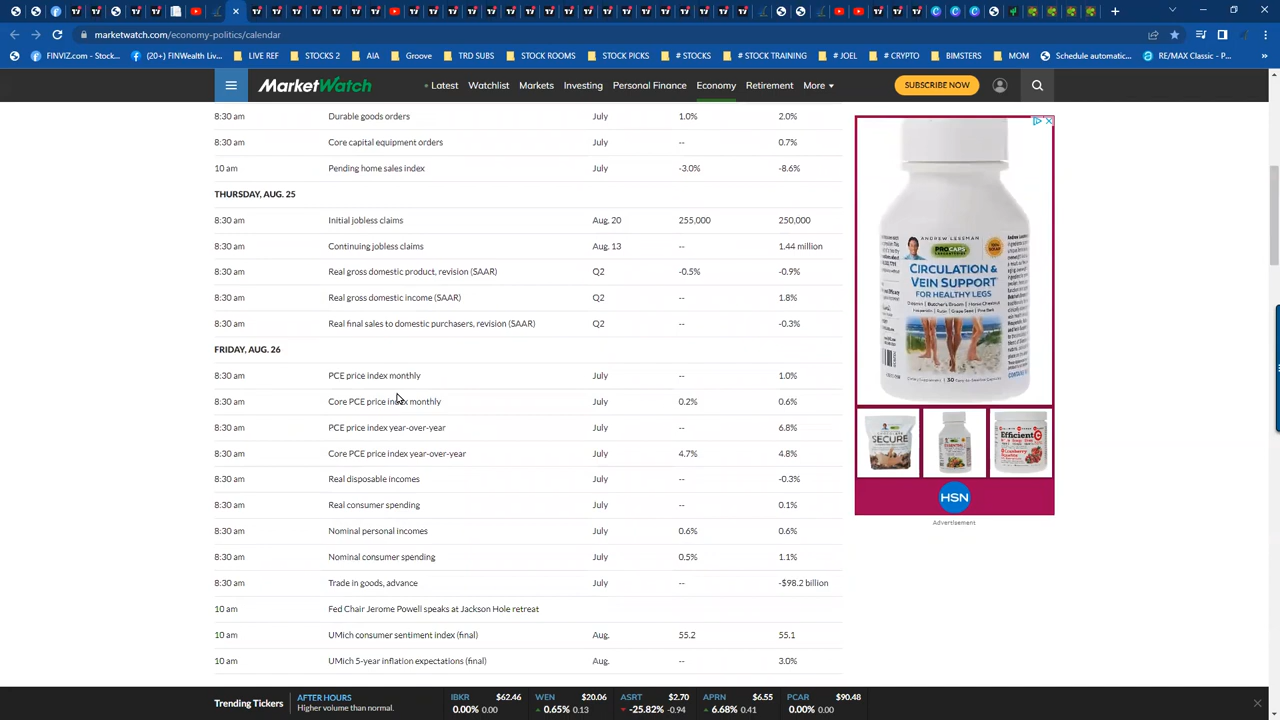 marketwatch.com/economy-politics/calendar
FINVIZ.com - Stock... (20+) FINWealth Liv... LIVE REF STOCKS 2 AIA Groove TRD SUBS STOCK ROOMS STOCK PICKS # STOCKS # STOCK TRAINING # JOEL # CRYPTO BIMSTERS MOM Schedule automatic... RE/MAX Classic - P... »
MarketWatch Latest Watchlist Markets Investing Personal Finance Economy Retirement More SUBSCRIBE NOW
8:30 am Durable goods orders July 1.0% 2.0%
8:30 am Core capital equipment orders July -- 0.7%
10 am Pending home sales index July -3.0% -8.6%
THURSDAY, AUG. 25
8:30 am Initial jobless claims Aug. 20 255,000 250,000
8:30 am Continuing jobless claims Aug. 13 -- 1.44 million
8:30 am Real gross domestic product, revision (SAAR) Q2 -0.5% -0.9%
8:30 am Real gross domestic income (SAAR) Q2 -- 1.8%
8:30 am Real final sales to domestic purchasers, revision (SAAR) Q2 -- -0.3%
FRIDAY, AUG. 26
8:30 am PCE price index monthly July -- 1.0%
8:30 am Core PCE price index monthly July 0.2% 0.6%
8:30 am PCE price index year-over-year July -- 6.8%
8:30 am Core PCE price index year-over-year July 4.7% 4.8%
8:30 am Real disposable incomes July -- -0.3%
8:30 am Real consumer spending July -- 0.1%
8:30 am Nominal personal incomes July 0.6% 0.6%
8:30 am Nominal consumer spending July 0.5% 1.1%
8:30 am Trade in goods, advance July -- -$98.2 billion
10 am Fed Chair Jerome Powell speaks at Jackson Hole retreat
10 am UMich consumer sentiment index (final) Aug. 55.2 55.1
10 am UMich 5-year inflation expectations (final) Aug. -- 3.0%
ANDREW LESSMAN
PROCAPS
LABORATORIES
CIRCULATION &
VEIN SUPPORT
FOR HEALTHY LEGS
SECURE
ESSENTIAL
Efficient C
HSN
Advertisement
Trending Tickers
AFTER HOURS
Higher volume than normal.
IBKR $62.46
0.00% 0.00
WEN $20.06
0.65% 0.13
ASRT $2.70
-25.82% -0.94
APRN $6.55
6.68% 0.41
PCAR $90.48
0.00% 0.00